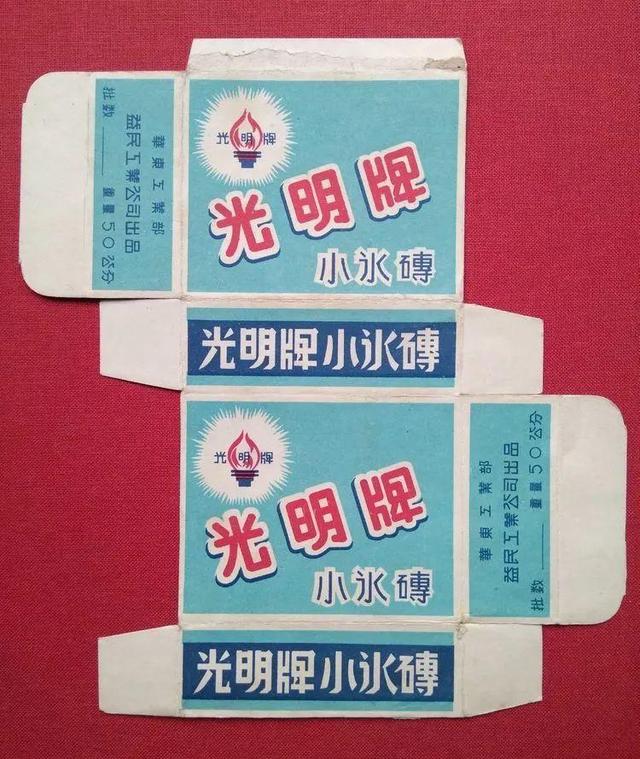 光明牌
光明牌
小冰磚
華東工業部
益民工業公司出品
批数 重量50公分
光明牌小冰磚
光明牌
光明牌
小冰磚
華東工業部
益民工業公司出品
批数 重量50公分
光明牌小冰磚